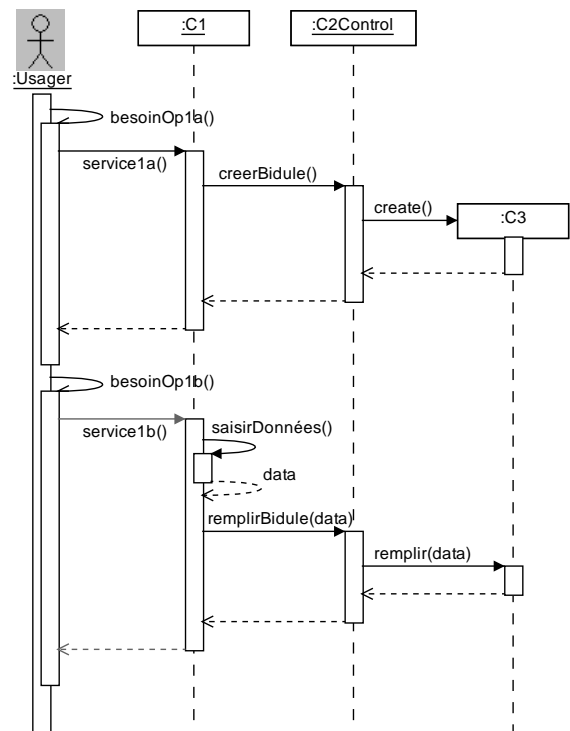 :C1
:C2Control
:Usager
besoinOp1a()
service1a()
creerBidule()
create()
:C3
besoinOp1b()
service1b()
saisirDonnées()
data
remplirBidule(data)
remplir(data)